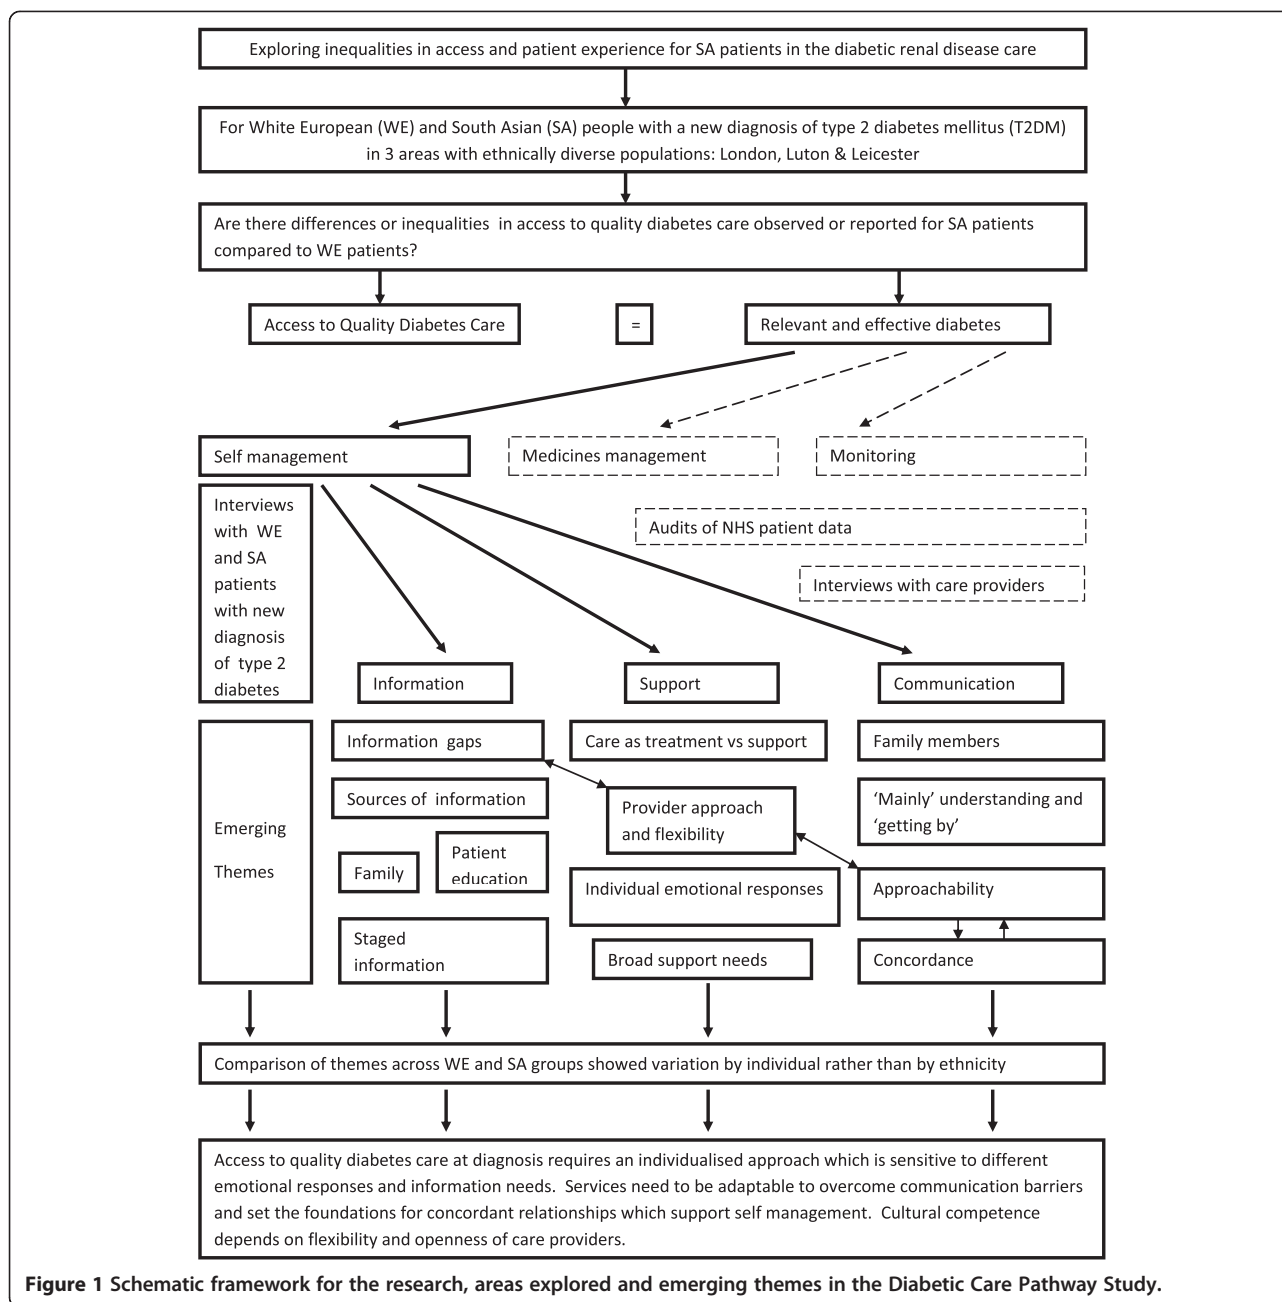 Exploring inequalities in access and patient experience for SA patients in the diabetic renal disease care
For White European (WE) and South Asian (SA) people with a new diagnosis of type 2 diabetes mellitus (T2DM)
in 3 areas with ethnically diverse populations: London, Luton & Leicester
Are there differences or inequalities in access to quality diabetes care observed or reported for SA patients
compared to WE patients?
Access to Quality Diabetes Care
=
Relevant and effective diabetes
Self management
Medicines management
Monitoring
Interviews
with WE
and SA
patients
with new
diagnosis
of type 2
diabetes
Audits of NHS patient data
Interviews with care providers
Information
Support
Communication
Emerging
Themes
Information gaps
Sources of information
Family
Patient
education
Staged
information
Care as treatment vs support
Provider approach
and flexibility
Individual emotional responses
Broad support needs
Family members
‘Mainly’ understanding and
‘getting by’
Approachability
Concordance
Comparison of themes across WE and SA groups showed variation by individual rather than by ethnicity
Access to quality diabetes care at diagnosis requires an individualised approach which is sensitive to different
emotional responses and information needs. Services need to be adaptable to overcome communication barriers
and set the foundations for concordant relationships which support self management. Cultural competence
depends on flexibility and openness of care providers.
Figure 1 Schematic framework for the research, areas explored and emerging themes in the Diabetic Care Pathway Study.